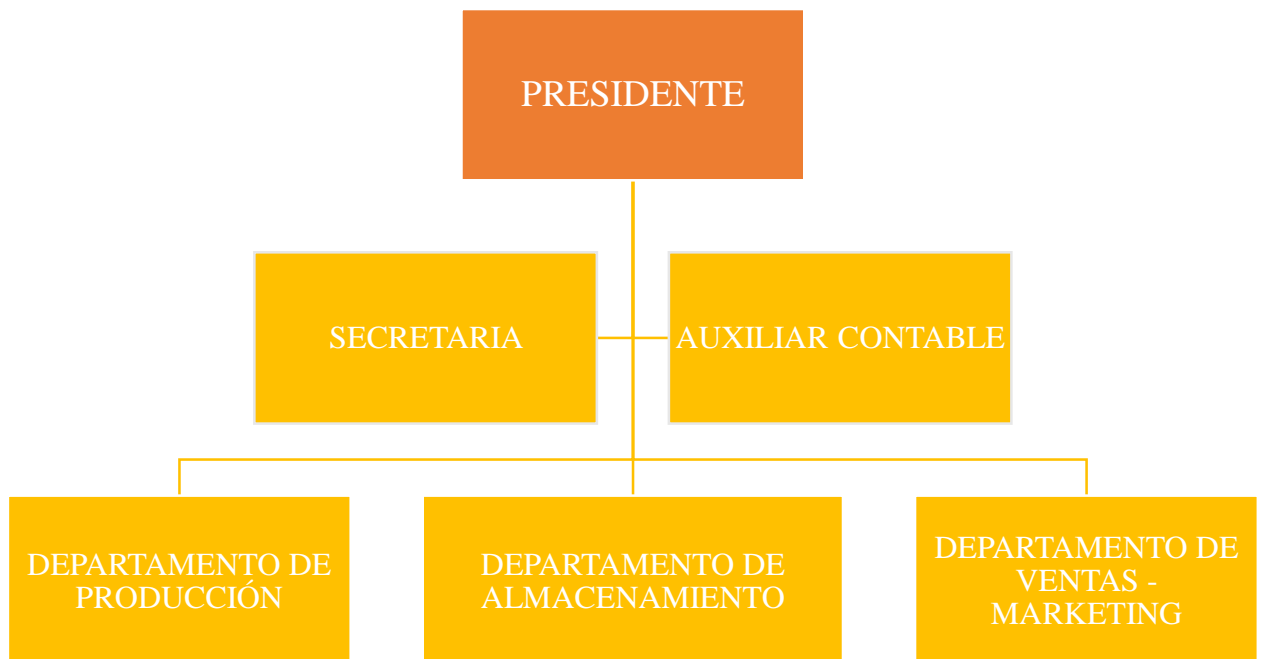 PRESIDENTE
SECRETARIA
AUXILIAR CONTABLE
DEPARTAMENTO DE
PRODUCCIÓN
DEPARTAMENTO DE
ALMACENAMIENTO
DEPARTAMENTO DE
VENTAS -
MARKETING